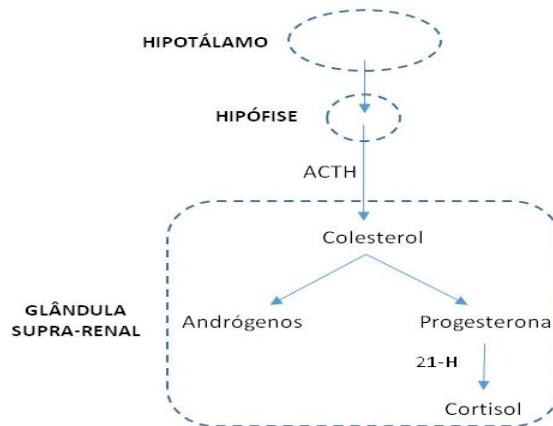 HIPOTÁLAMO
HIPÓFISE
ACTH
Colesterol
GLÂNDULA
SUPRA-RENAL
Andrógenos
Progesterona
21-H
Cortisol